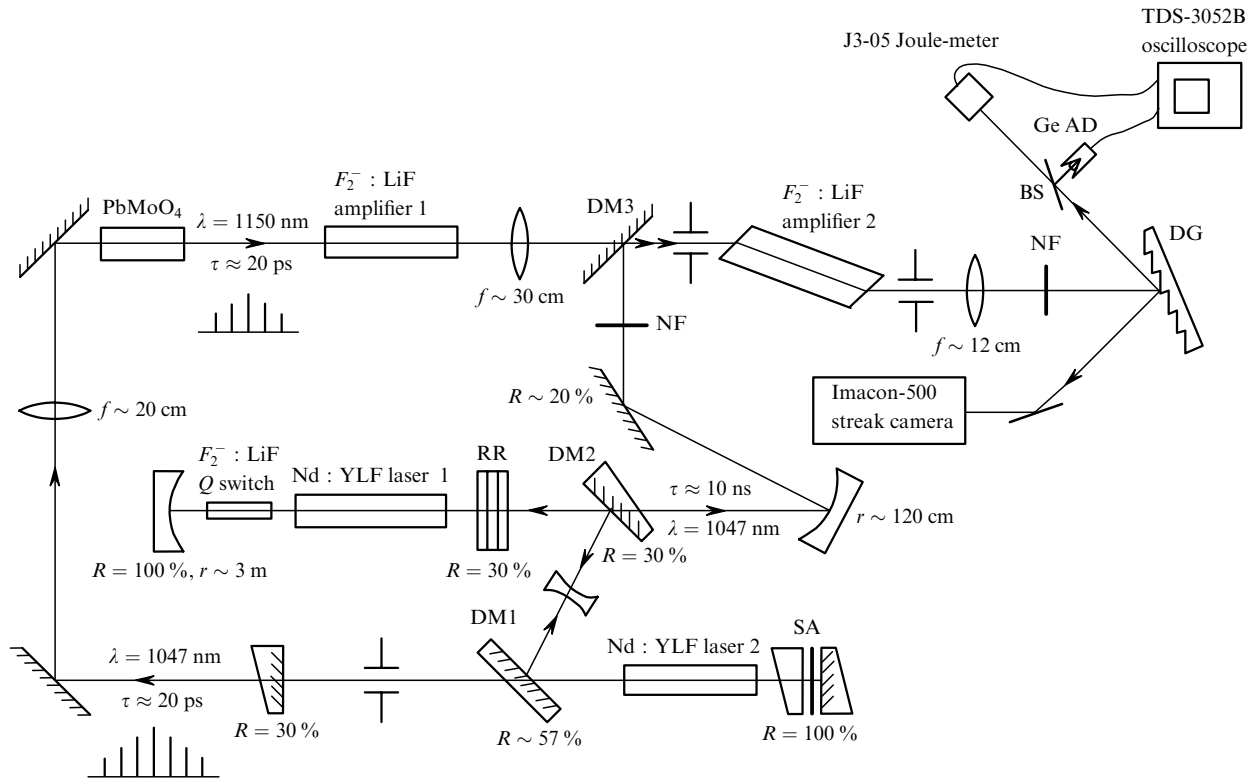 TDS-3052B
oscilloscope
J3-05 Joule-meter
Ge AD
BS
DG
PbMoO₄
λ = 1150 nm
τ ≈ 20 ps
F₂⁻ : LiF
amplifier 1
f ~ 30 cm
DM3
F₂⁻ : LiF
amplifier 2
NF
f ~ 12 cm
NF
R ~ 20 %
Imacon-500
streak camera
f ~ 20 cm
F₂⁻ : LiF
Q switch
Nd : YLF laser 1
RR
DM2
τ ≈ 10 ns
λ = 1047 nm
r ~ 120 cm
R = 100 %, r ~ 3 m
R = 30 %
R = 30 %
DM1
Nd : YLF laser 2
SA
λ = 1047 nm
τ ≈ 20 ps
R = 30 %
R ~ 57 %
R = 100 %